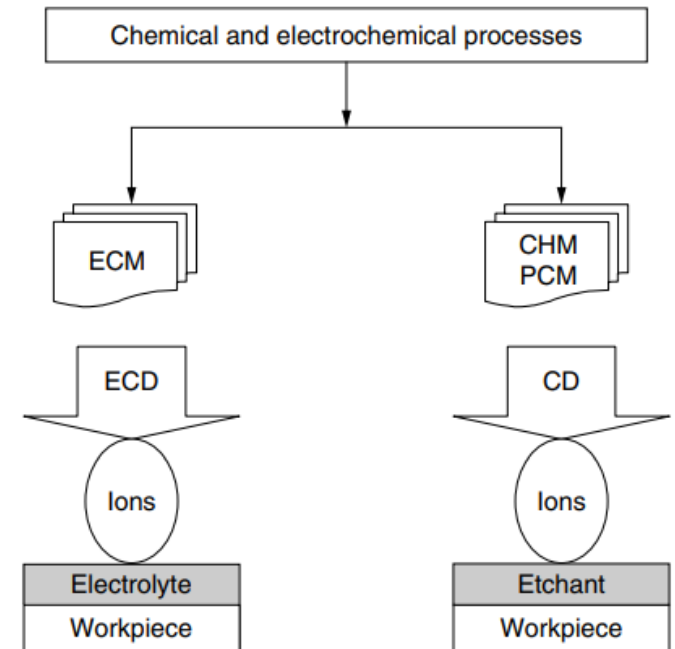 Chemical and electrochemical processes
ECM
CHM
PCM
ECD
CD
Ions
Ions
Electrolyte
Etchant
Workpiece
Workpiece